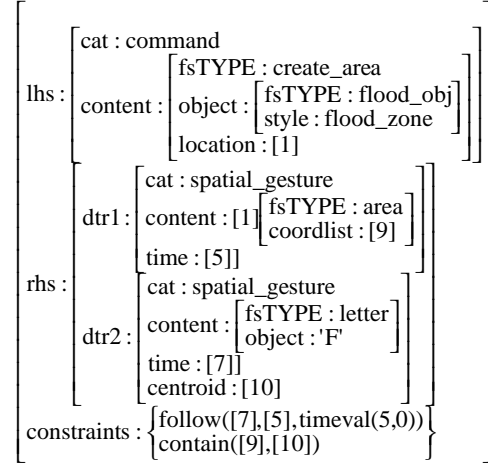 lhs : cat : command
content : fsTYPE : create_area
object : fsTYPE : flood_obj
style : flood_zone
location : [1]
rhs : dtr1 : cat : spatial_gesture
content : [1] fsTYPE : area
coordlist : [9]
time : [5]]
dtr2 : cat : spatial_gesture
content : fsTYPE : letter
object : 'F'
time : [7]]
centroid : [10]
constraints : follow([7],[5],timeval(5,0))
contain([9],[10])